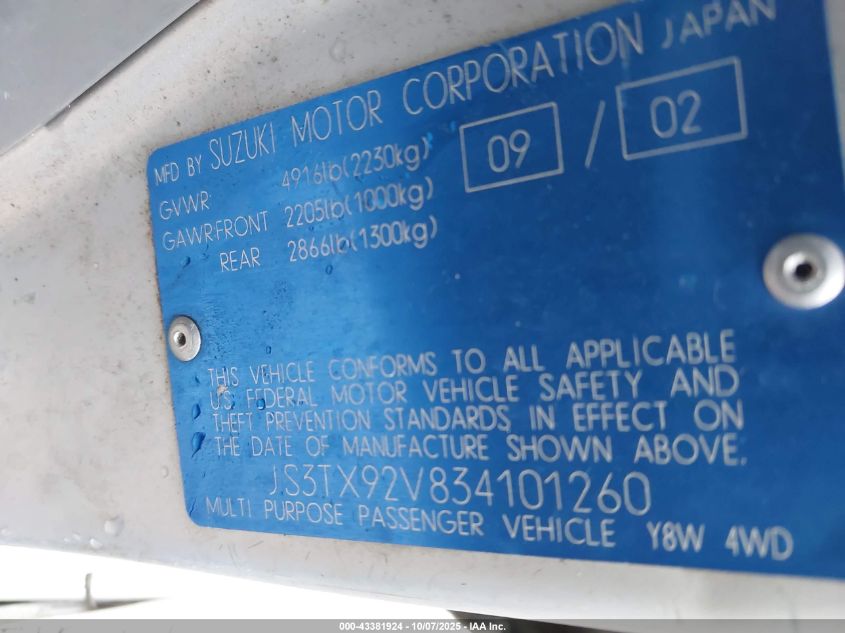 MFD BY SUZUKI MOTOR CORPORATION JAPAN
GVWR 4916lb(2230kg) 09 / 02
GAWR:FRONT 2205lb(1000kg)
REAR 2866lb(1300kg)
THIS VEHICLE CONFORMS TO ALL APPLICABLE
U.S. FEDERAL MOTOR VEHICLE SAFETY AND
THEFT PREVENTION STANDARDS IN EFFECT ON
THE DATE OF MANUFACTURE SHOWN ABOVE.
JS3TX92V834101260
MULTI PURPOSE PASSENGER VEHICLE Y8W 4WD
000-43381924 - 10/07/2025 - IAA Inc.